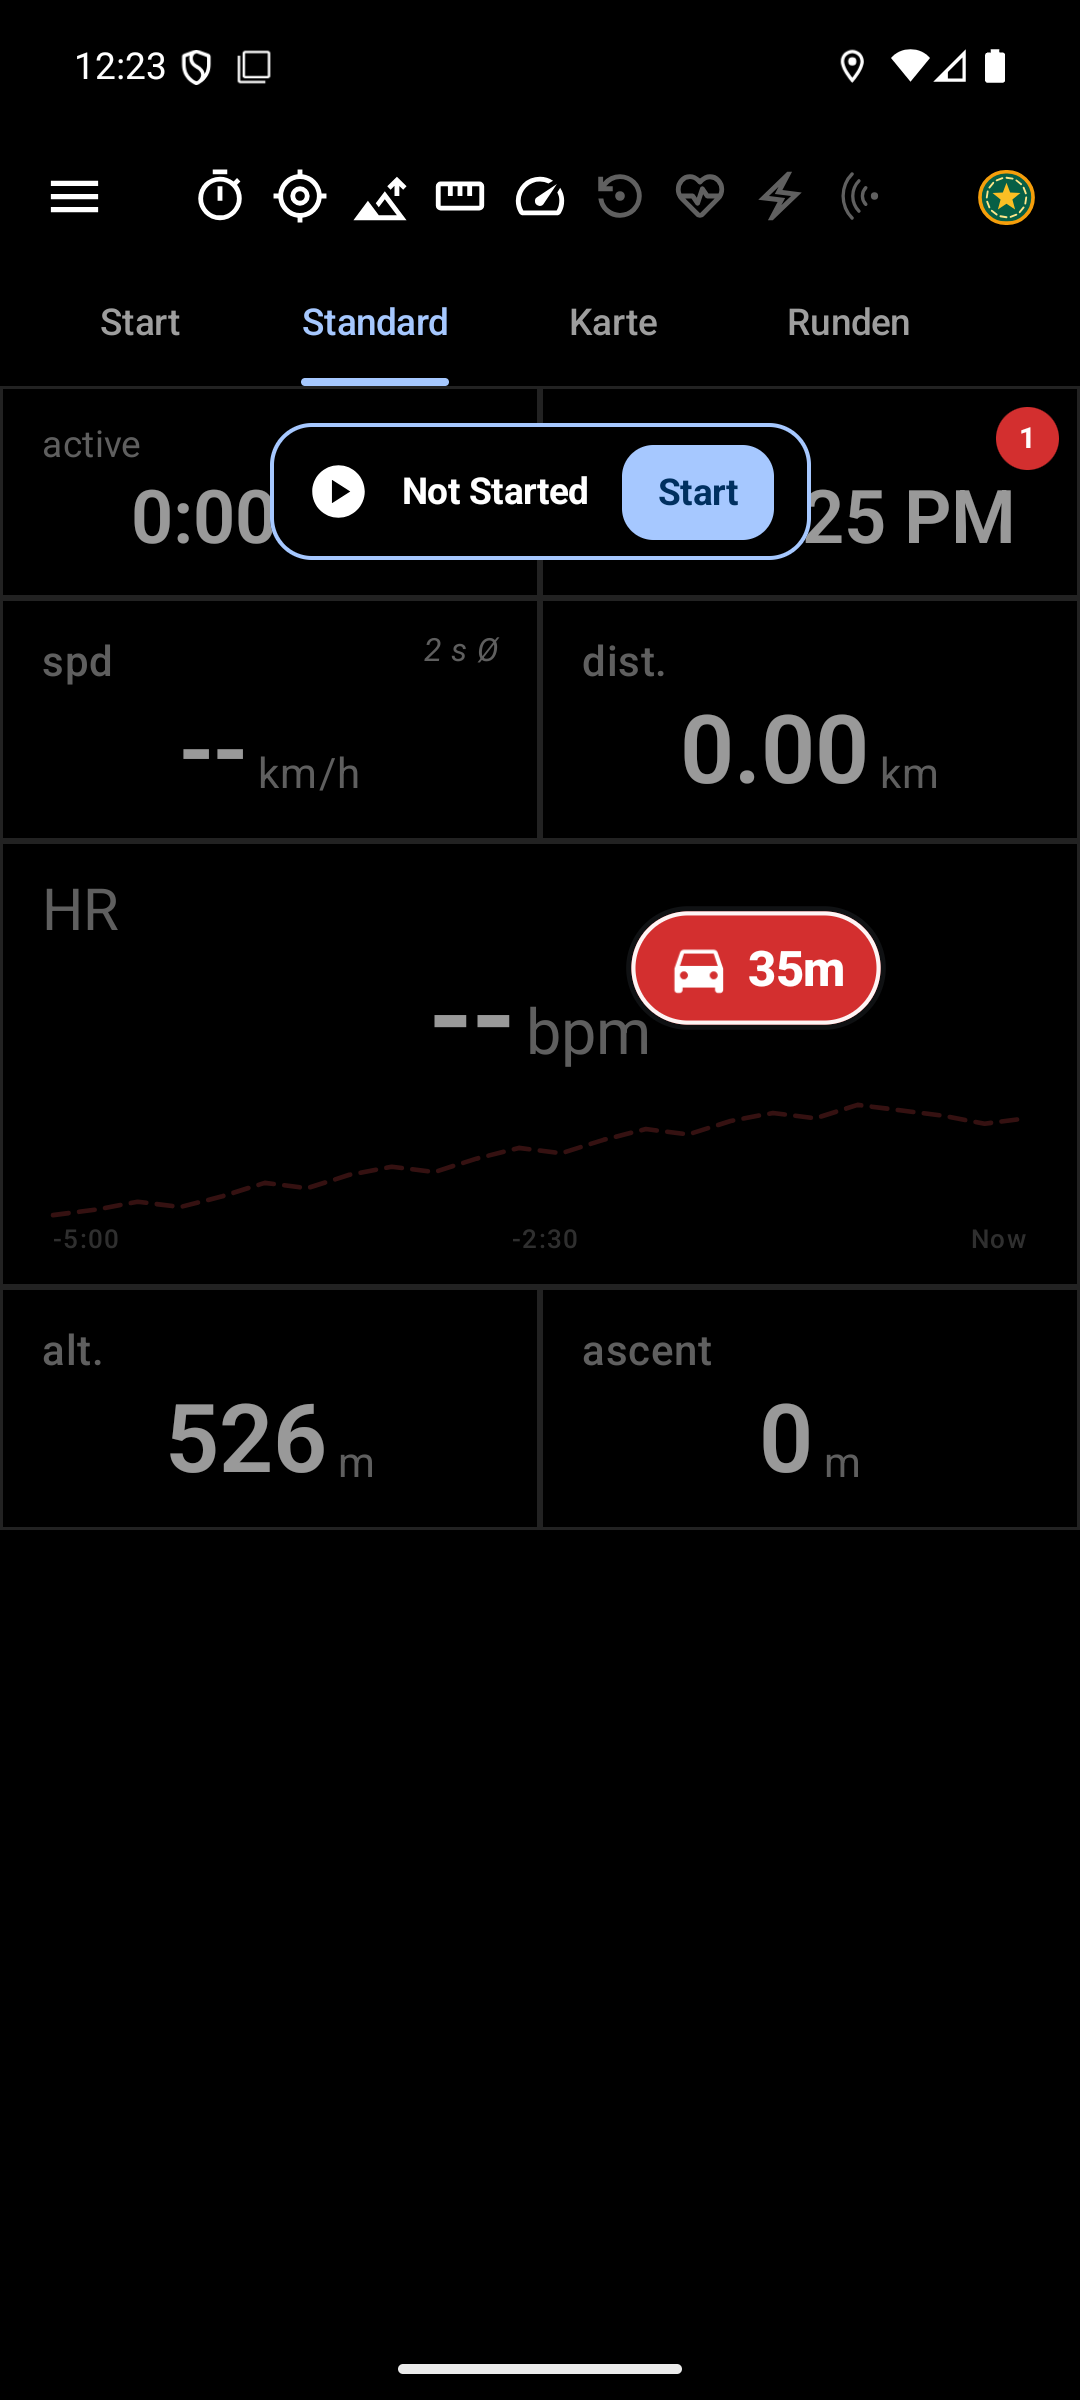 12:23
Start Standard Karte Runden
active
1
0:00
Not Started
Start
25 PM
spd
2 s Ø
dist.
-- km/h
0.00 km
HR
35m
-- bpm
-5:00 -2:30 Now
alt.
ascent
526 m
0 m